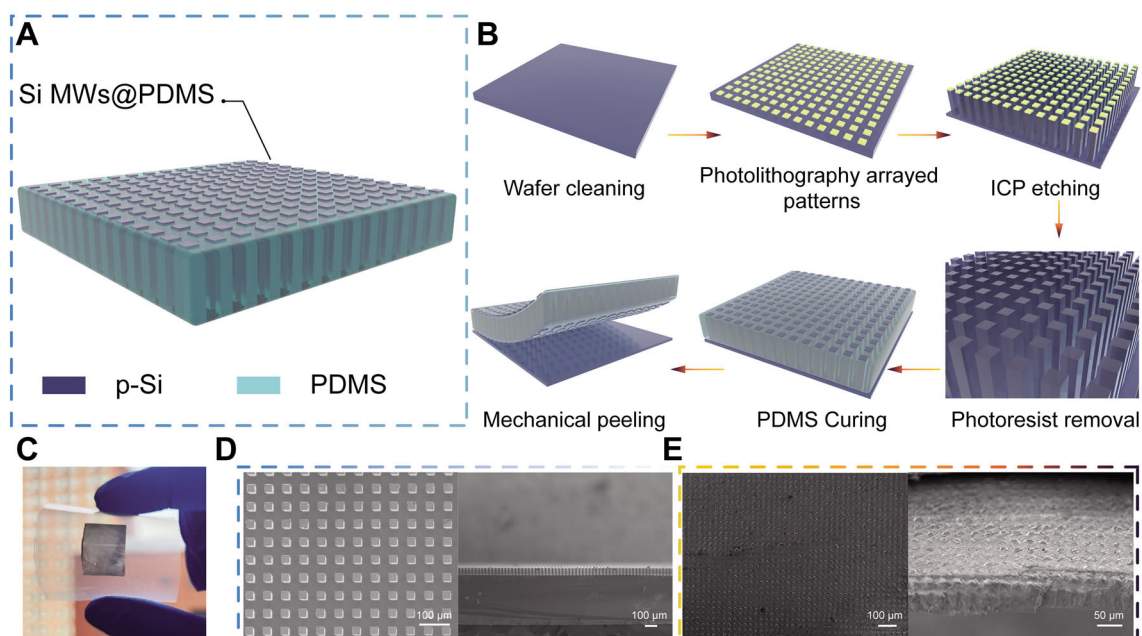 A
Si MWs@PDMS
p-Si
PDMS
B
Wafer cleaning
Photolithography arrayed
patterns
ICP etching
Mechanical peeling
PDMS Curing
Photoresist removal
C
D
100 µm
100 µm
E
100 µm
50 µm